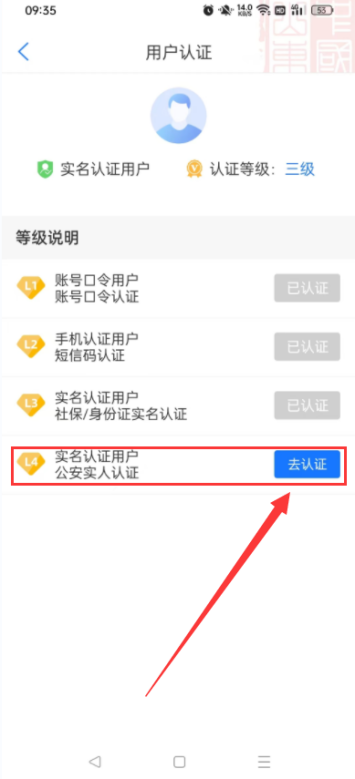 09:35
14.0
KB/S
HD
4G
55
用户认证
实名认证用户
认证等级：三级
等级说明
L1
账号口令用户
账号口令认证
已认证
L2
手机认证用户
短信码认证
已认证
L3
实名认证用户
社保/身份证实名认证
已认证
L4
实名认证用户
公安实人认证
去认证